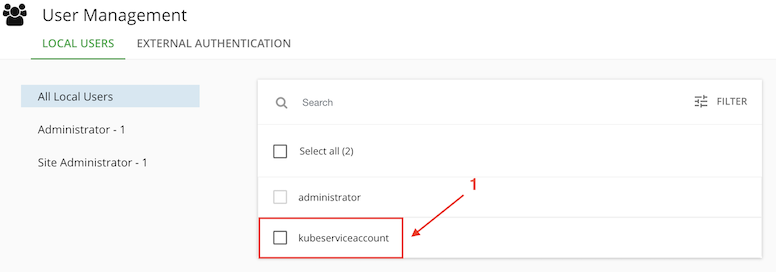 User Management
LOCAL USERS EXTERNAL AUTHENTICATION
All Local Users
Administrator - 1
Site Administrator - 1
Search FILTER
Select all (2)
administrator
1
kubeserviceaccount